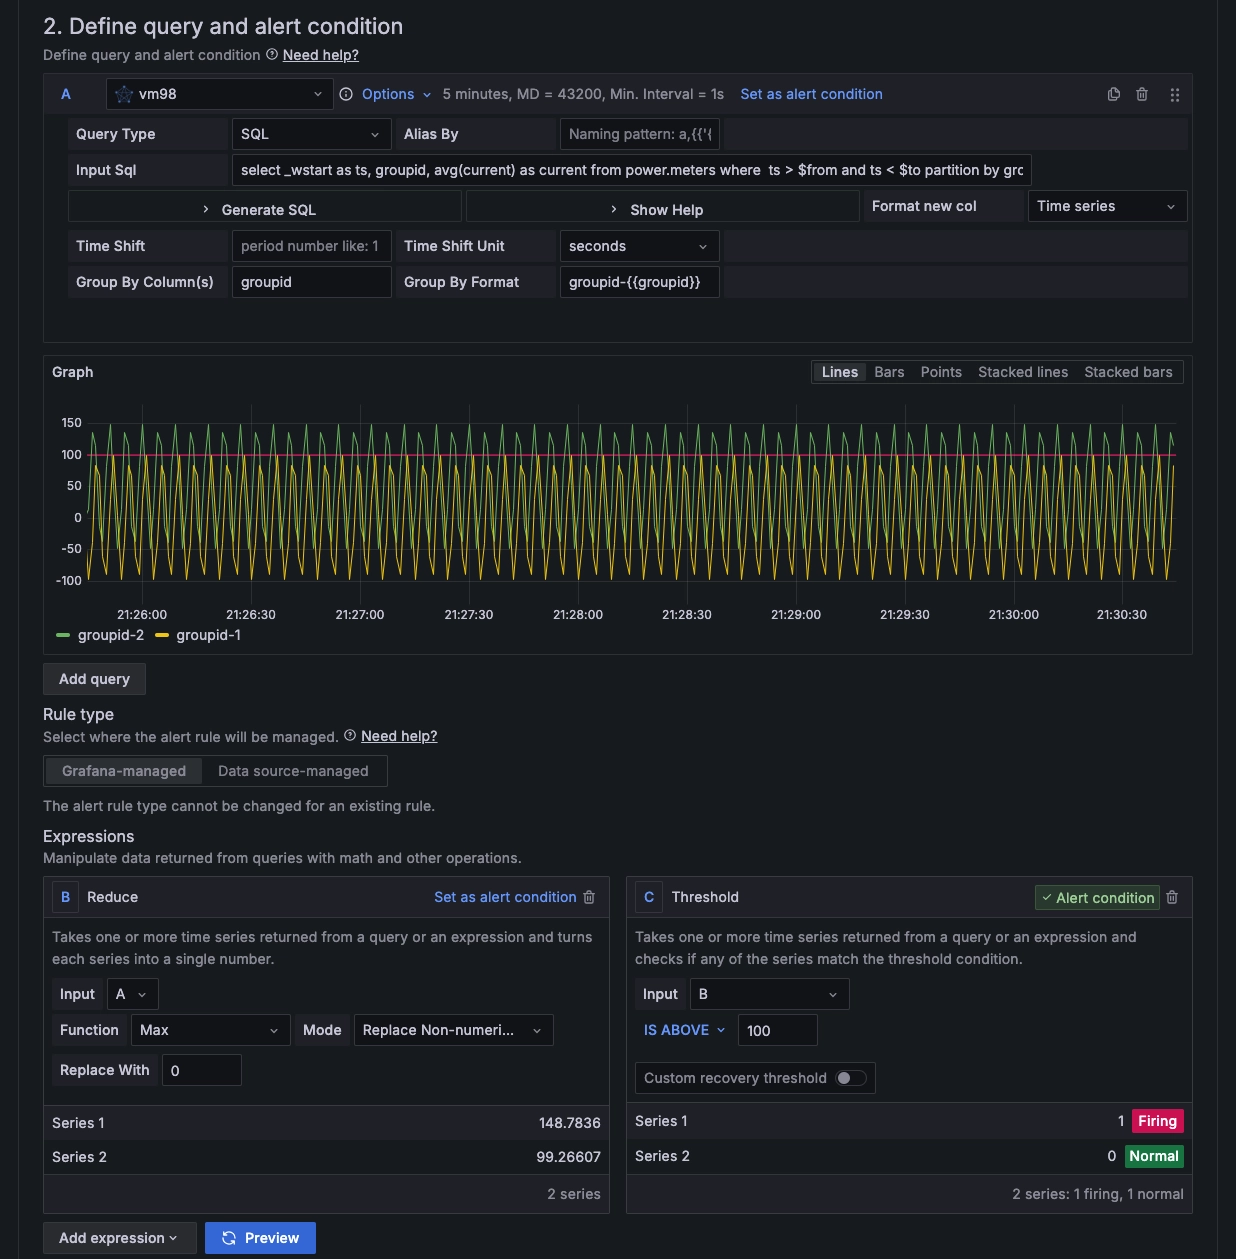 2. Define query and alert condition
Define query and alert condition Need help?
A vm98 Options 5 minutes, MD = 43200, Min. Interval = 1s Set as alert condition
Query Type SQL Alias By Naming pattern: a,{{'{
Input Sql select _wstart as ts, groupid, avg(current) as current from power.meters where  ts > $from and ts < $to partition by grc
Generate SQL Show Help Format new col Time series
Time Shift period number like: 1 Time Shift Unit seconds
Group By Column(s) groupid Group By Format groupid-{{groupid}}
Graph Lines Bars Points Stacked lines Stacked bars
150
100
50
0
-50
-100
21:26:00 21:26:30 21:27:00 21:27:30 21:28:00 21:28:30 21:29:00 21:29:30 21:30:00 21:30:30
groupid-2 groupid-1
Add query
Rule type
Select where the alert rule will be managed. Need help?
Grafana-managed Data source-managed
The alert rule type cannot be changed for an existing rule.
Expressions
Manipulate data returned from queries with math and other operations.
B Reduce Set as alert condition
Takes one or more time series returned from a query or an expression and turns
each series into a single number.
Input A
Function Max Mode Replace Non-numeri...
Replace With 0
Series 1 148.7836
Series 2 99.26607
2 series
C Threshold Alert condition
Takes one or more time series returned from a query or an expression and
checks if any of the series match the threshold condition.
Input B
IS ABOVE 100
Custom recovery threshold
Series 1 1 Firing
Series 2 0 Normal
2 series: 1 firing, 1 normal
Add expression Preview